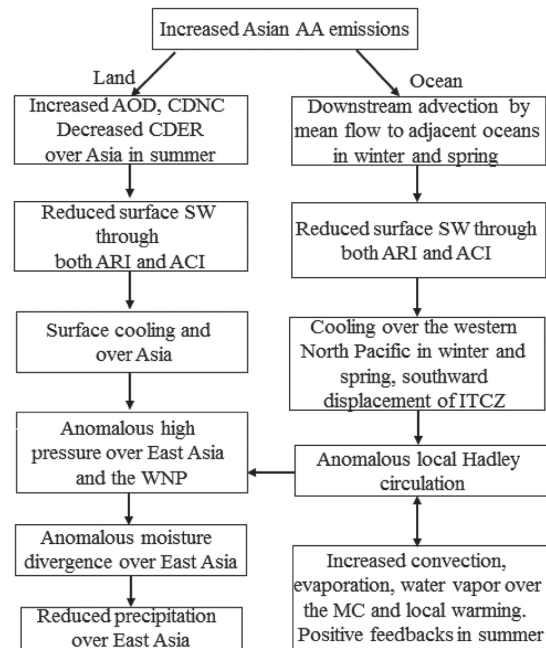 Increased Asian AA emissions
Land
Increased AOD, CDNC
Decreased CDER
over Asia in summer
Reduced surface SW
through
both ARI and ACI
Surface cooling and
over Asia
Anomalous high
pressure over East Asia
and the WNP
Anomalous moisture
divergence over East Asia
Reduced precipitation
over East Asia
Ocean
Downstream advection by
mean flow to adjacent oceans
in winter and spring
Reduced surface SW through
both ARI and ACI
Cooling over the western
North Pacific in winter and
spring, southward
displacement of ITCZ
Anomalous local Hadley
circulation
Increased convection,
evaporation, water vapor over
the MC and local warming.
Positive feedbacks in summer